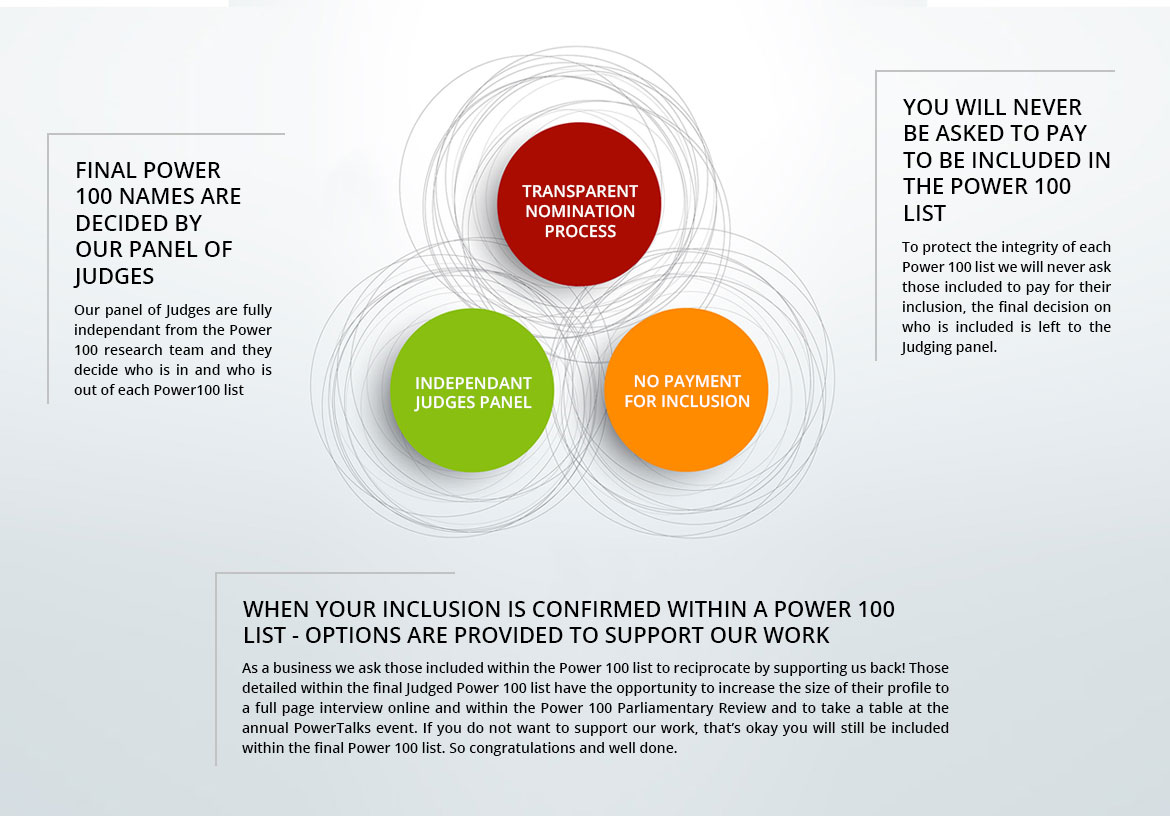 FINAL POWER
100 NAMES ARE
DECIDED BY
OUR PANEL OF
JUDGES
Our panel of Judges are fully
independant from the Power
100 research team and they
decide who is in and who is
out of each Power100 list
TRANSPARENT
NOMINATION
PROCESS
INDEPENDANT
JUDGES PANEL
NO PAYMENT
FOR INCLUSION
YOU WILL NEVER
BE ASKED TO PAY
TO BE INCLUDED IN
THE POWER 100
LIST
To protect the integrity of each
Power 100 list we will never ask
those included to pay for their
inclusion, the final decision on
who is included is left to the
Judging panel.
WHEN YOUR INCLUSION IS CONFIRMED WITHIN A POWER 100
LIST - OPTIONS ARE PROVIDED TO SUPPORT OUR WORK
As a business we ask those included within the Power 100 list to reciprocate by supporting us back! Those
detailed within the final Judged Power 100 list have the opportunity to increase the size of their profile to
a full page interview online and within the Power 100 Parliamentary Review and to take a table at the
annual PowerTalks event. If you do not want to support our work, that's okay you will still be included
within the final Power 100 list. So congratulations and well done.